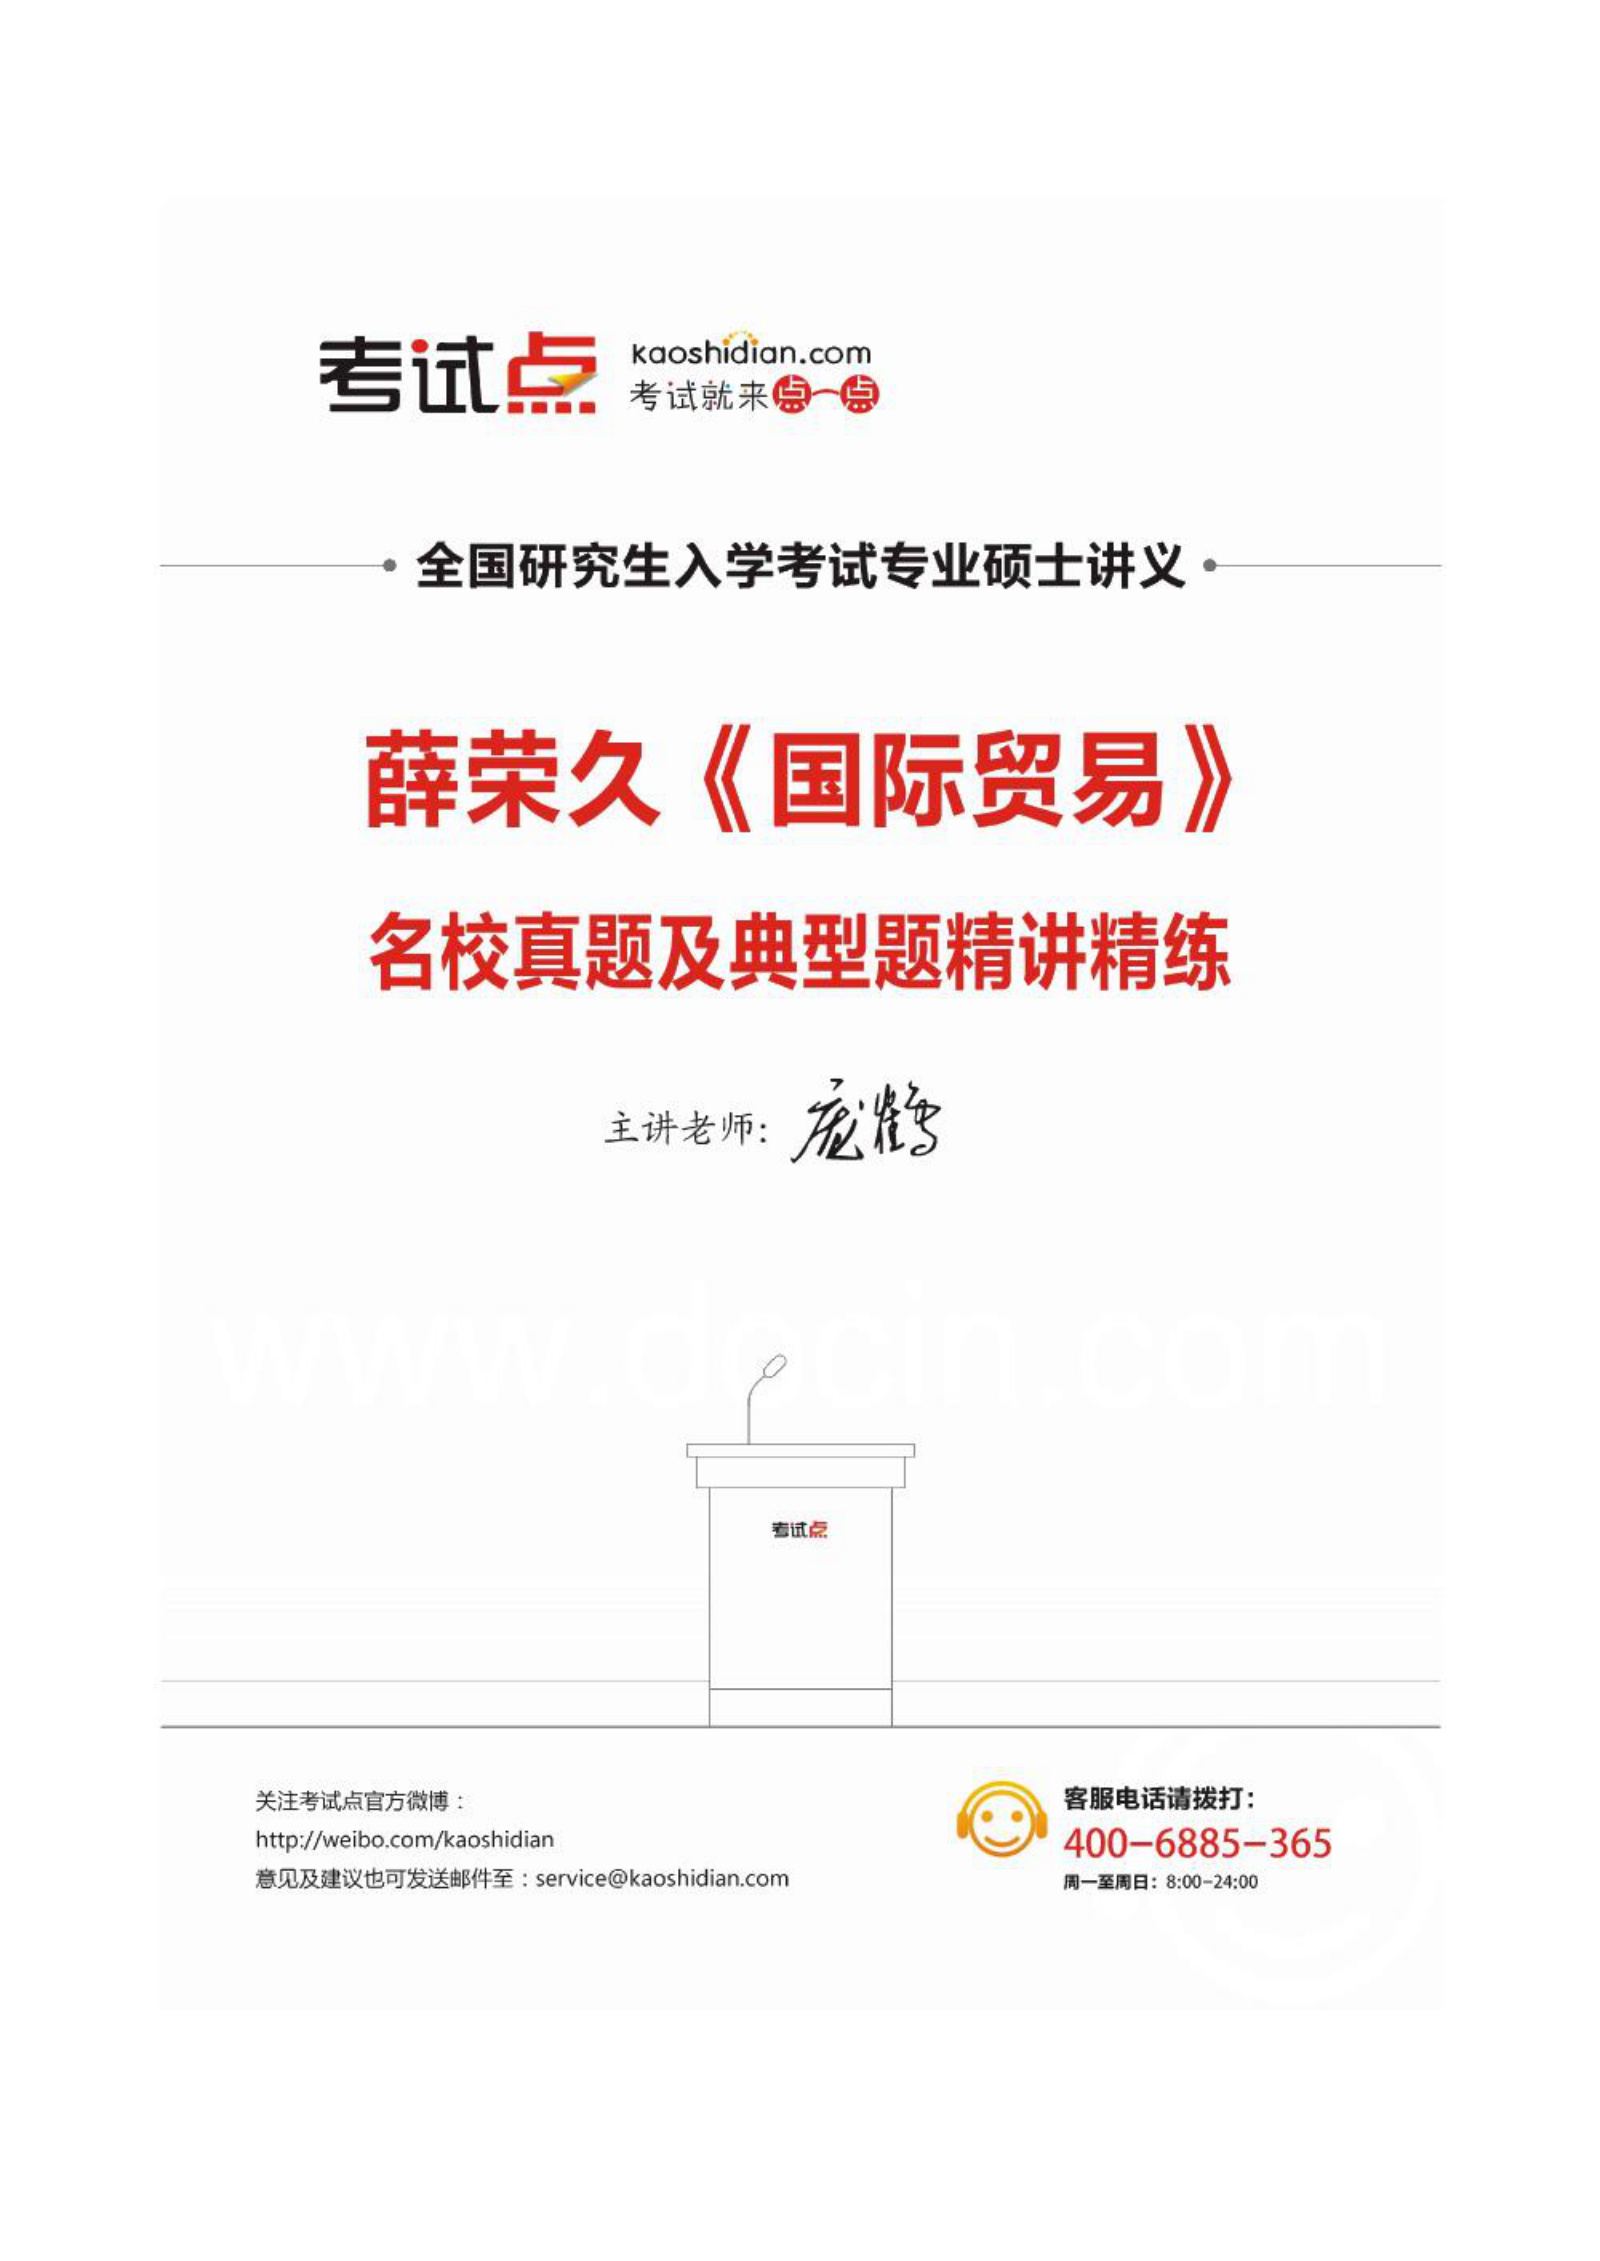 考试点
kaoshidian.com
考试就来点一点
全国研究生入学考试专业硕士讲义
薛荣久《国际贸易》
名校真题及典型题精讲精练
主讲老师：庞鹤
www.docin.com
考试点
关注考试点官方微博：
http://weibo.com/kaoshidian
意见及建议也可发送邮件至：service@kaoshidian.com
客服电话请拨打：
400-6885-365
周一至周日：8:00-24:00